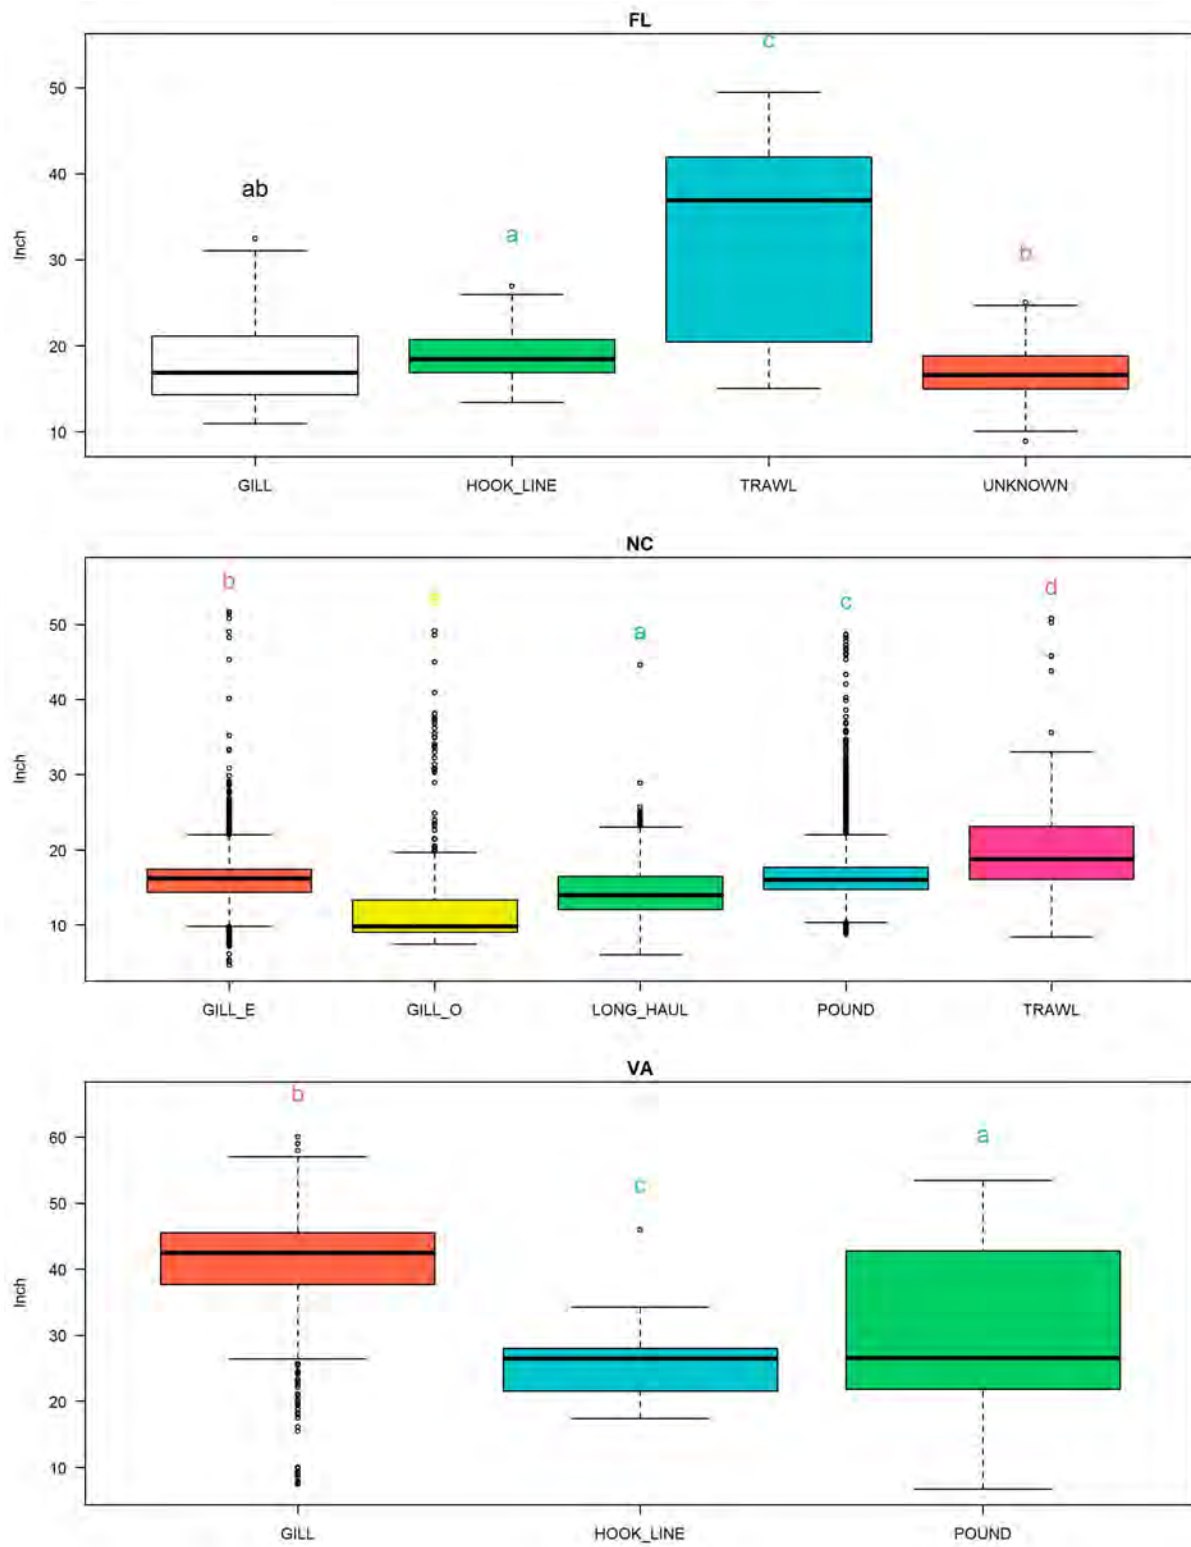 FL
50
40
30
20
10
Inch
ab
a
c
b
GILL HOOK_LINE TRAWL UNKNOWN
NC
50
40
30
20
10
Inch
b
a
c
d
GILL_E GILL_O LONG_HAUL POUND TRAWL
VA
60
50
40
30
20
10
Inch
b
c
a
GILL HOOK_LINE POUND